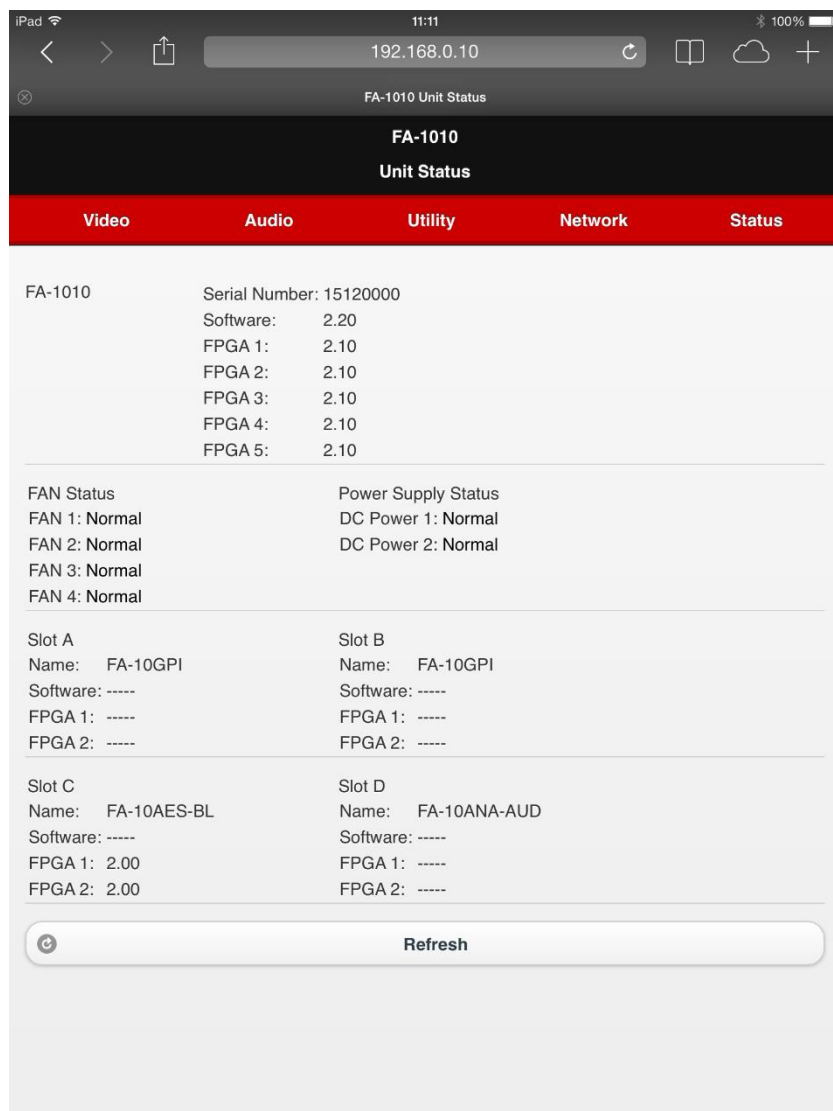 iPad 11:11 100%
192.168.0.10
FA-1010 Unit Status
FA-1010
Unit Status
Video Audio Utility Network Status
FA-1010 Serial Number: 15120000
Software: 2.20
FPGA 1: 2.10
FPGA 2: 2.10
FPGA 3: 2.10
FPGA 4: 2.10
FPGA 5: 2.10
FAN Status Power Supply Status
FAN 1: Normal DC Power 1: Normal
FAN 2: Normal DC Power 2: Normal
FAN 3: Normal
FAN 4: Normal
Slot A Slot B
Name: FA-10GPI Name: FA-10GPI
Software: ----- Software: -----
FPGA 1: ----- FPGA 1: -----
FPGA 2: ----- FPGA 2: -----
Slot C Slot D
Name: FA-10AES-BL Name: FA-10ANA-AUD
Software: ----- Software: -----
FPGA 1: 2.00 FPGA 1: -----
FPGA 2: 2.00 FPGA 2: -----
Refresh